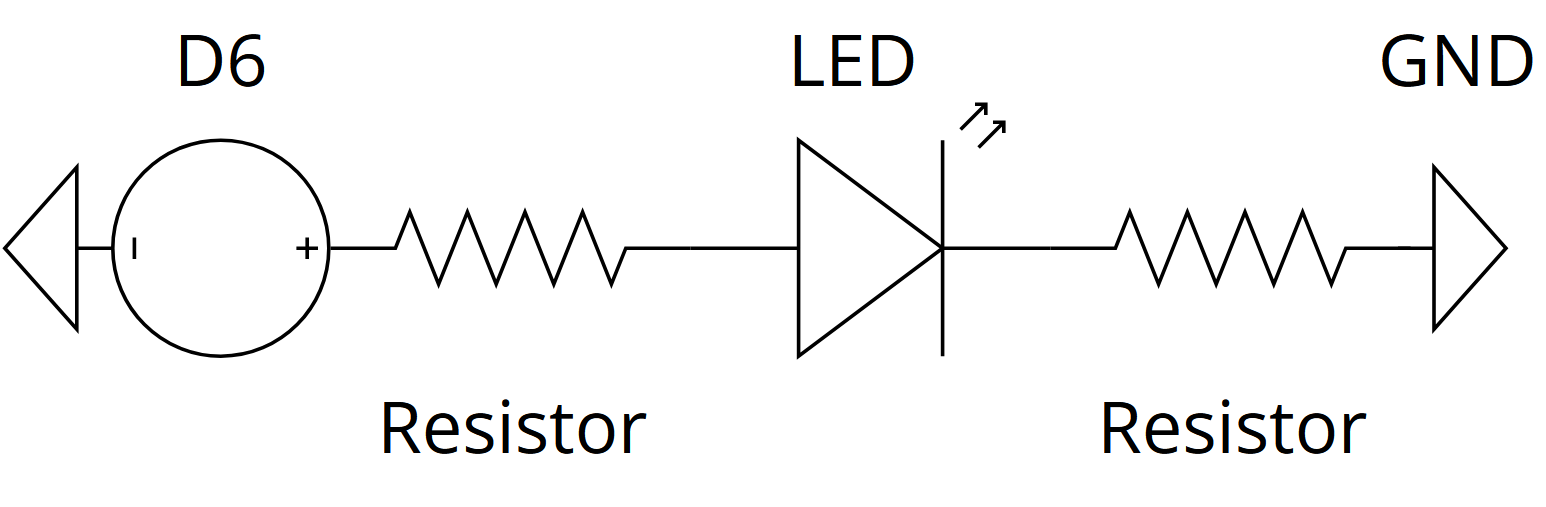 D6
LED
GND
Resistor
Resistor